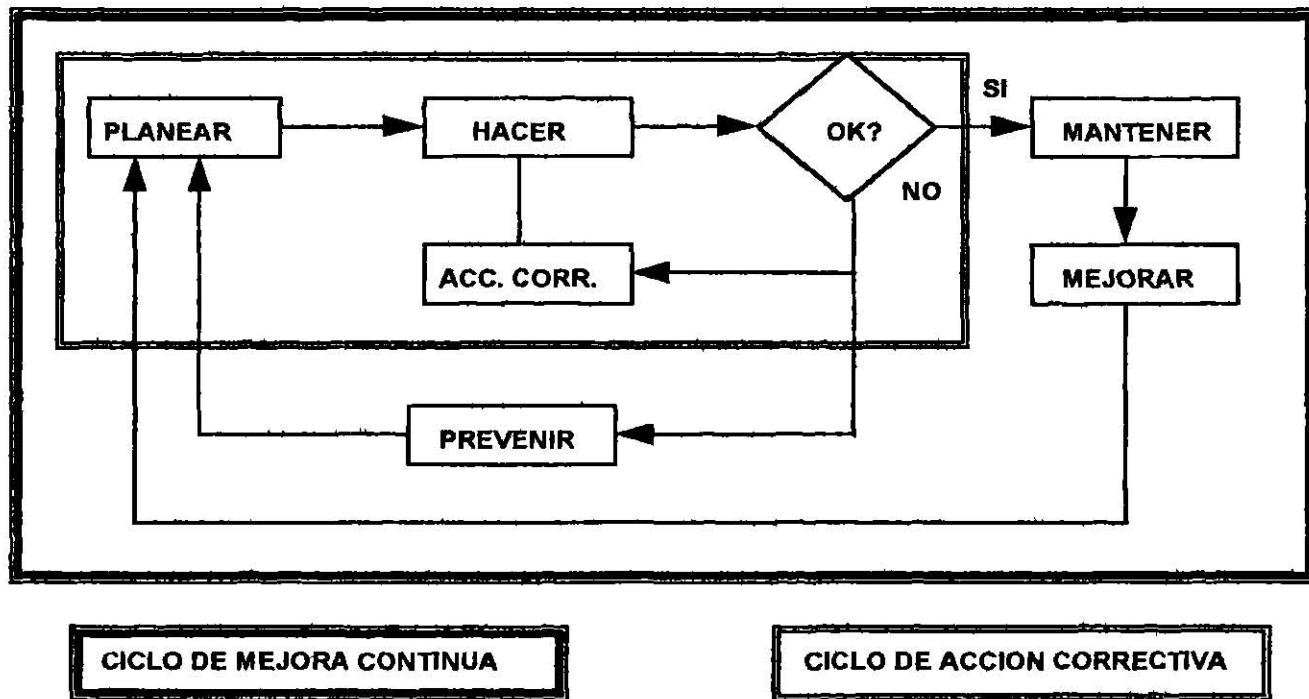 SI
PLANEAR
HACER
OK?
MANTENER
NO
ACC. CORR.
MEJORAR
PREVENIR
CICLO DE MEJORA CONTINUA
CICLO DE ACCION CORRECTIVA